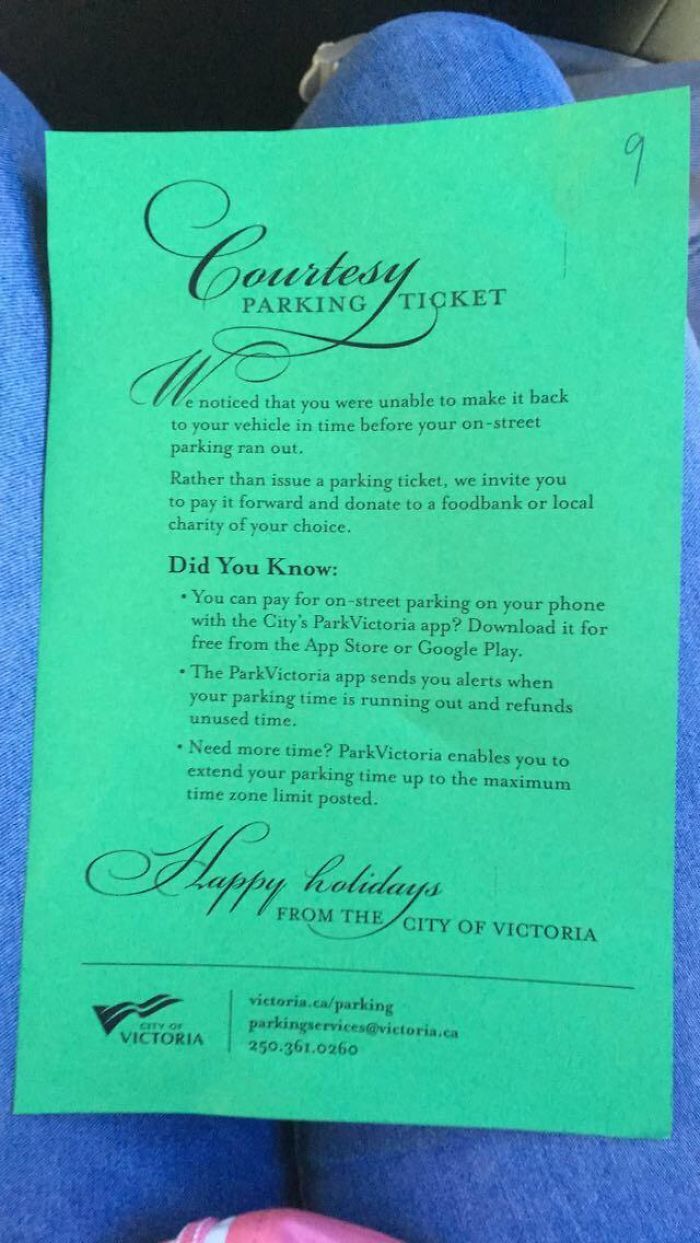 9
Courtesy
PARKING TICKET
We noticed that you were unable to make it back
to your vehicle in time before your on-street
parking ran out.
Rather than issue a parking ticket, we invite you
to pay it forward and donate to a foodbank or local
charity of your choice.
Did You Know:
• You can pay for on-street parking on your phone
with the City's ParkVictoria app? Download it for
free from the App Store or Google Play.
• The ParkVictoria app sends you alerts when
your parking time is running out and refunds
unused time.
• Need more time? ParkVictoria enables you to
extend your parking time up to the maximum
time zone limit posted.
Happy holidays
FROM THE CITY OF VICTORIA
CITY OF
VICTORIA
victoria.ca/parking
parkingservices@victoria.ca
250.361.0260